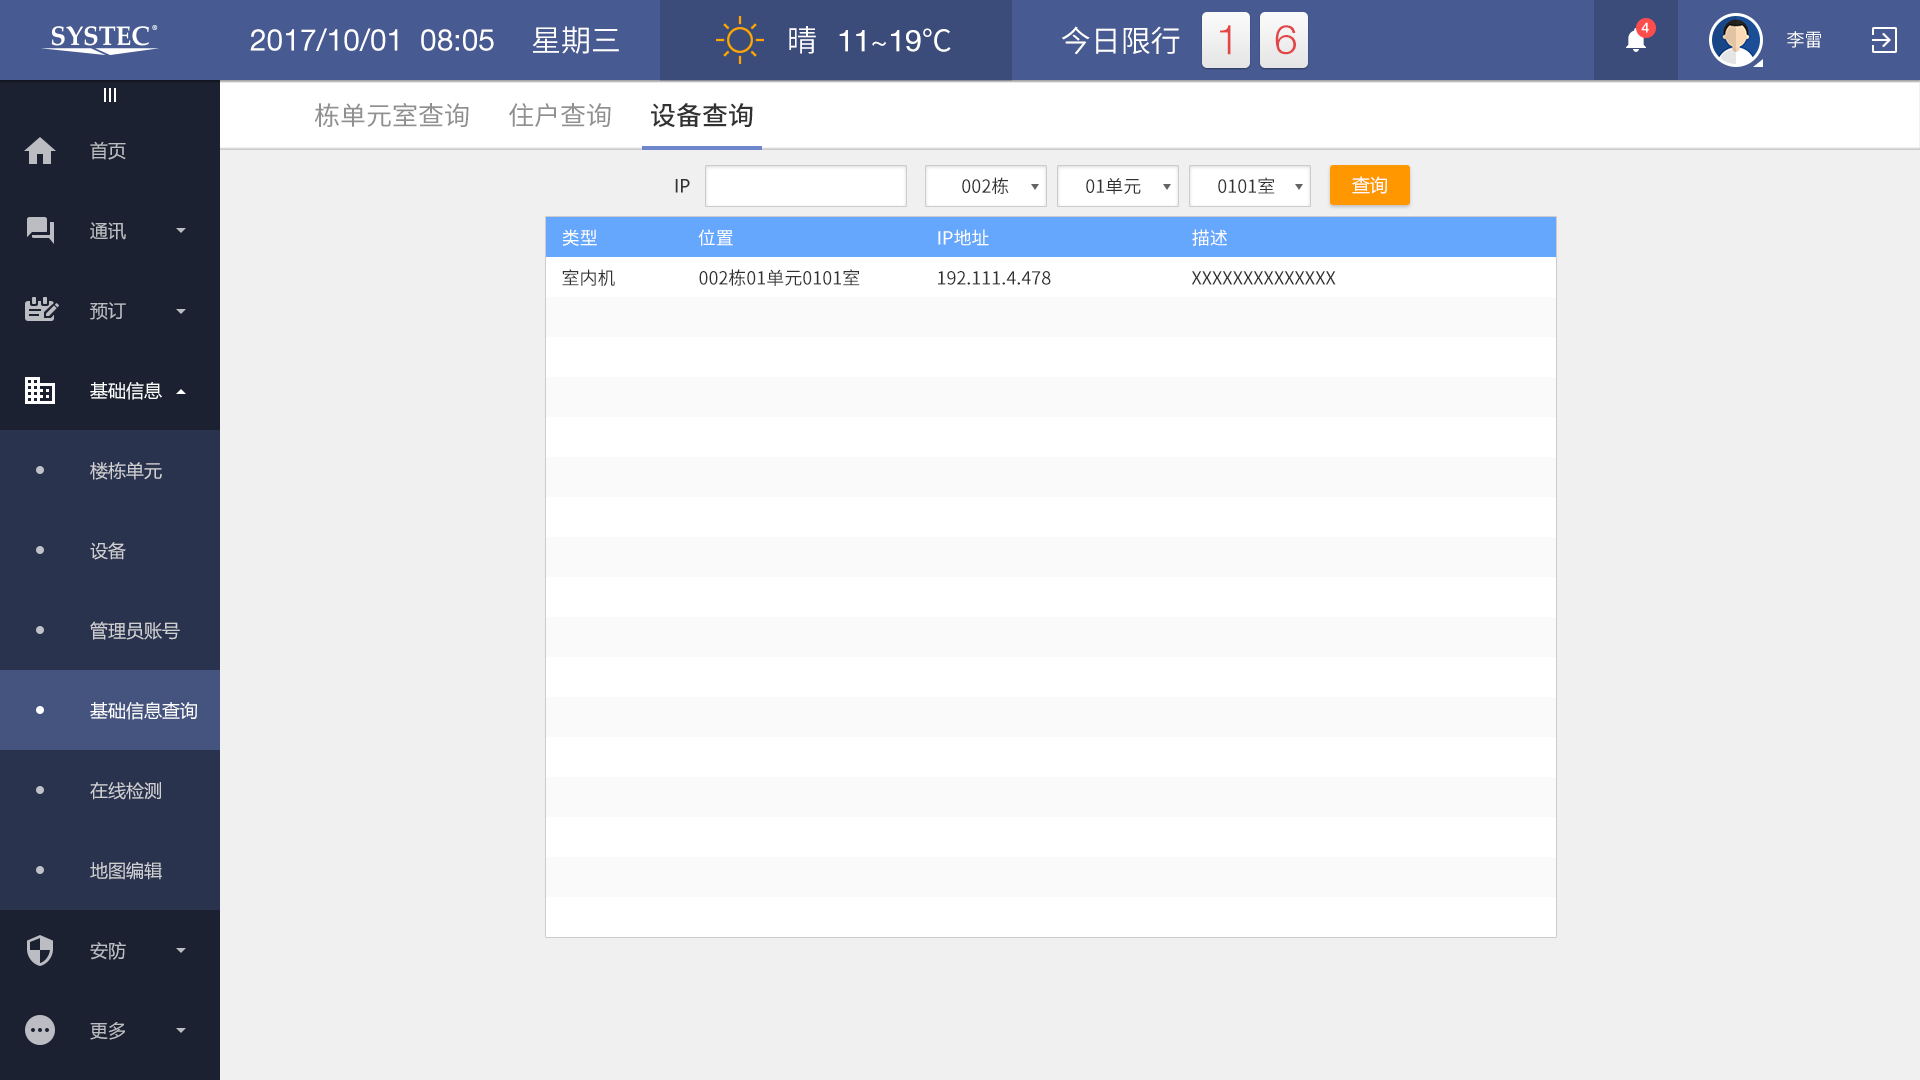 SYSTEC®
2017/10/01 08:05 星期三
晴 11~19℃
今日限行 1 6
4
李雷
首页
通讯
预订
基础信息
楼栋单元
设备
管理员账号
基础信息查询
在线检测
地图编辑
安防
更多
栋单元室查询 住户查询 设备查询
IP 002栋 01单元 0101室 查询
类型 位置 IP地址 描述
室内机 002栋01单元0101室 192.111.4.478 XXXXXXXXXXXXXX